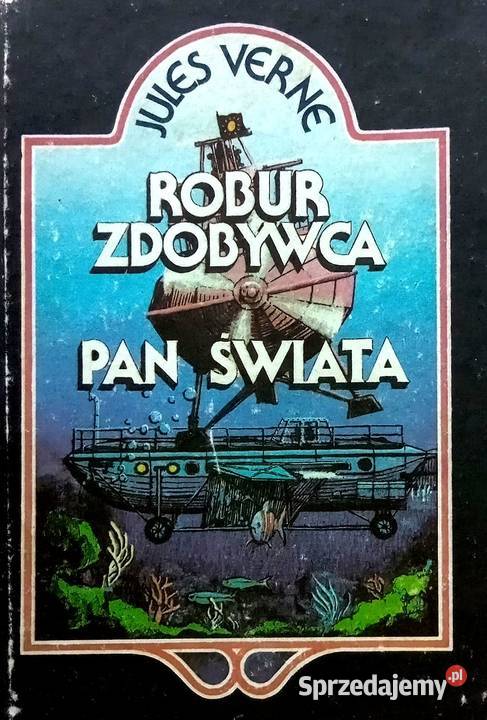 JULES VERNE
ROBUR
ZDOBYWCA
PAN ŚWIATA
Sprzedajemy.pl